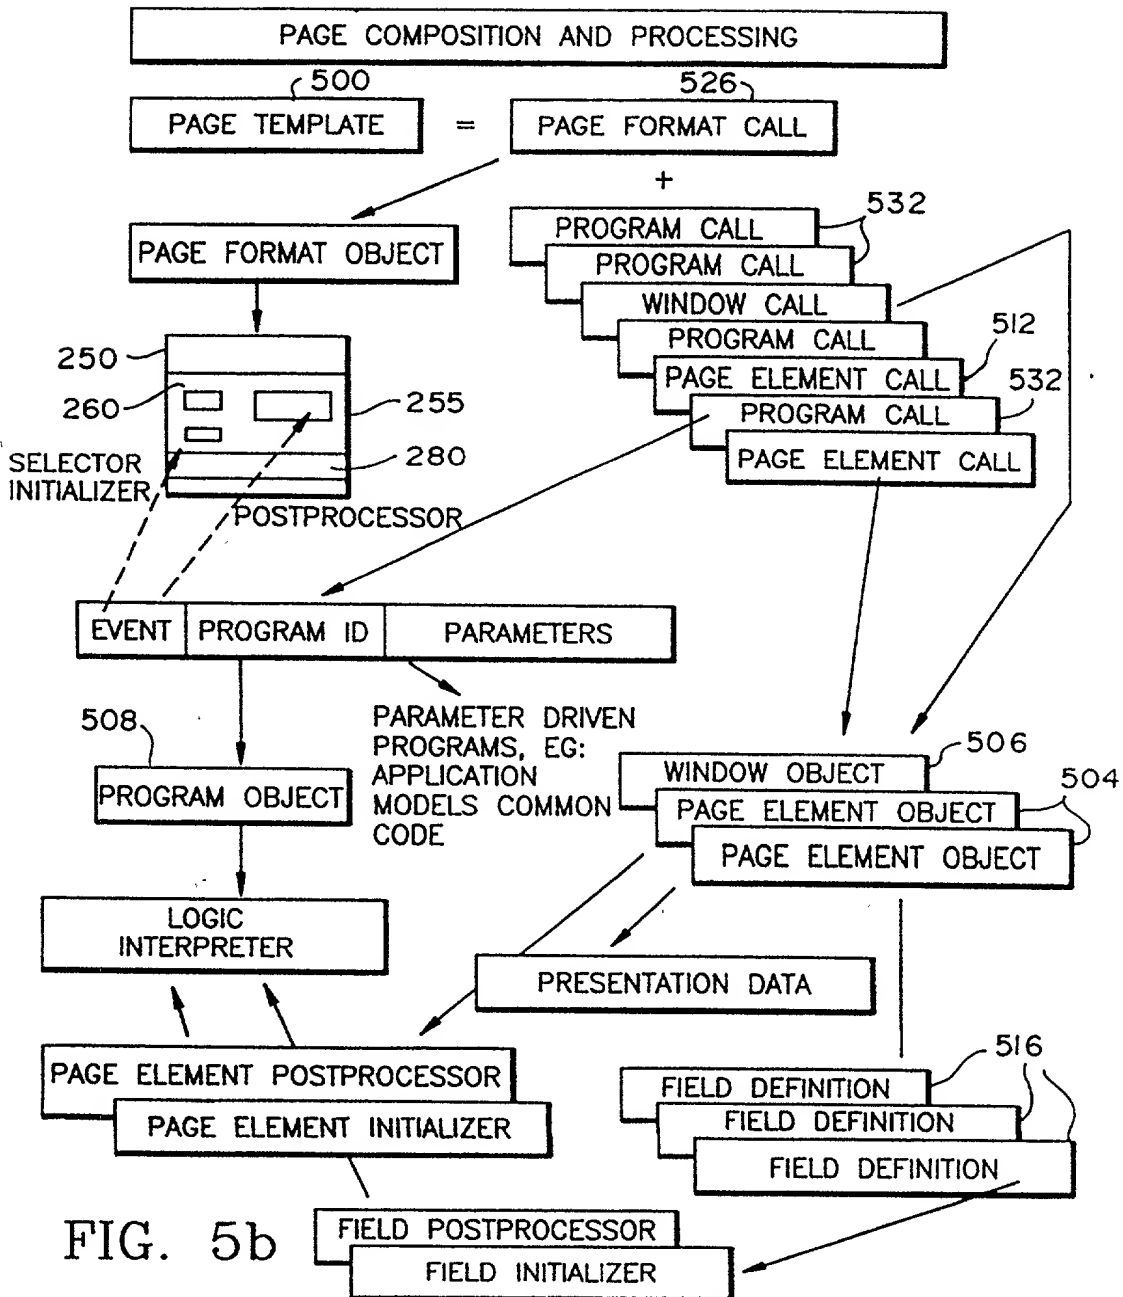 PAGE COMPOSITION AND PROCESSING
500
526
PAGE TEMPLATE = PAGE FORMAT CALL
+
PROGRAM CALL
532
PROGRAM CALL
WINDOW CALL
PROGRAM CALL
512
PAGE ELEMENT CALL
532
PROGRAM CALL
PAGE ELEMENT CALL
PAGE FORMAT OBJECT
250
260
255
280
SELECTOR
INITIALIZER
POSTPROCESSOR
EVENT PROGRAM ID PARAMETERS
508
PROGRAM OBJECT
PARAMETER DRIVEN
PROGRAMS, EG:
APPLICATION
MODELS COMMON
CODE
506
WINDOW OBJECT
504
PAGE ELEMENT OBJECT
PAGE ELEMENT OBJECT
LOGIC
INTERPRETER
PRESENTATION DATA
PAGE ELEMENT POSTPROCESSOR
PAGE ELEMENT INITIALIZER
516
FIELD DEFINITION
FIELD DEFINITION
FIELD DEFINITION
FIELD POSTPROCESSOR
FIELD INITIALIZER
FIG. 5b